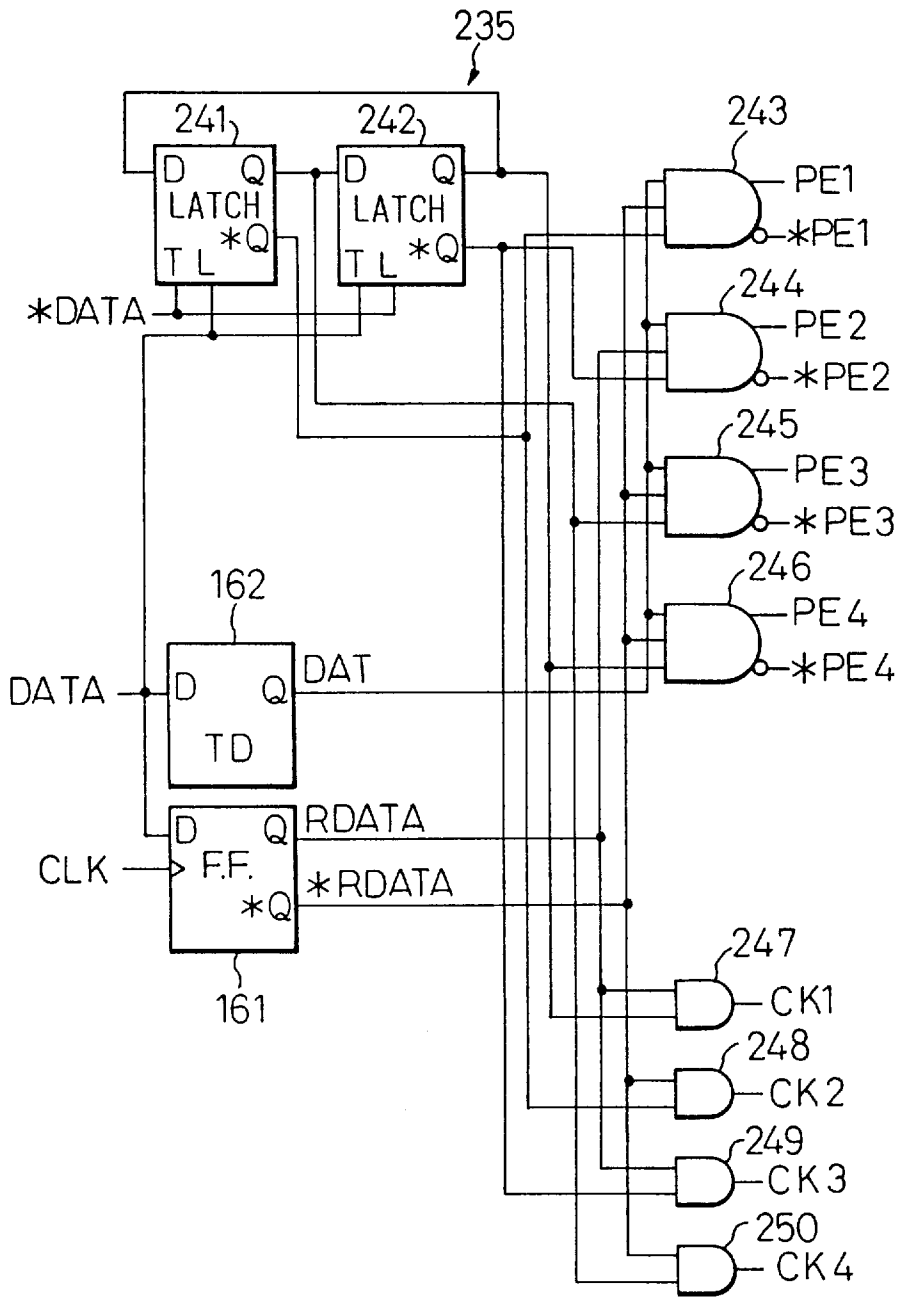 235
241
242
243
D Q
D Q
LATCH
LATCH
*Q
*Q
T L
T L
PE1
*PE1
*DATA
244
PE2
*PE2
245
PE3
*PE3
162
246
PE4
*PE4
DATA
D Q
DAT
TD
D Q
RDATA
CLK
F.F.
*Q
*RDATA
161
247
CK1
248
CK2
249
CK3
250
CK4